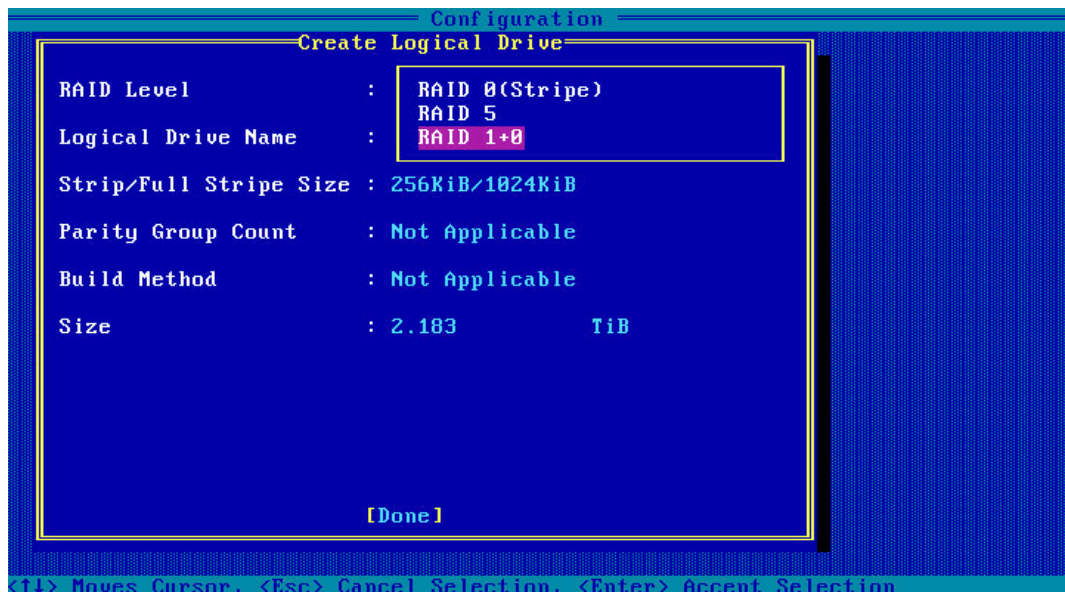 Configuration
Create Logical Drive
RAID Level : RAID 0(Stripe)
RAID 5
Logical Drive Name : RAID 1+0
Strip/Full Stripe Size : 256KiB/1024KiB
Parity Group Count : Not Applicable
Build Method : Not Applicable
Size : 2.183 TiB
[Done]
<↑↓> Moves Cursor, <Esc> Cancel Selection, <Enter> Accept Selection